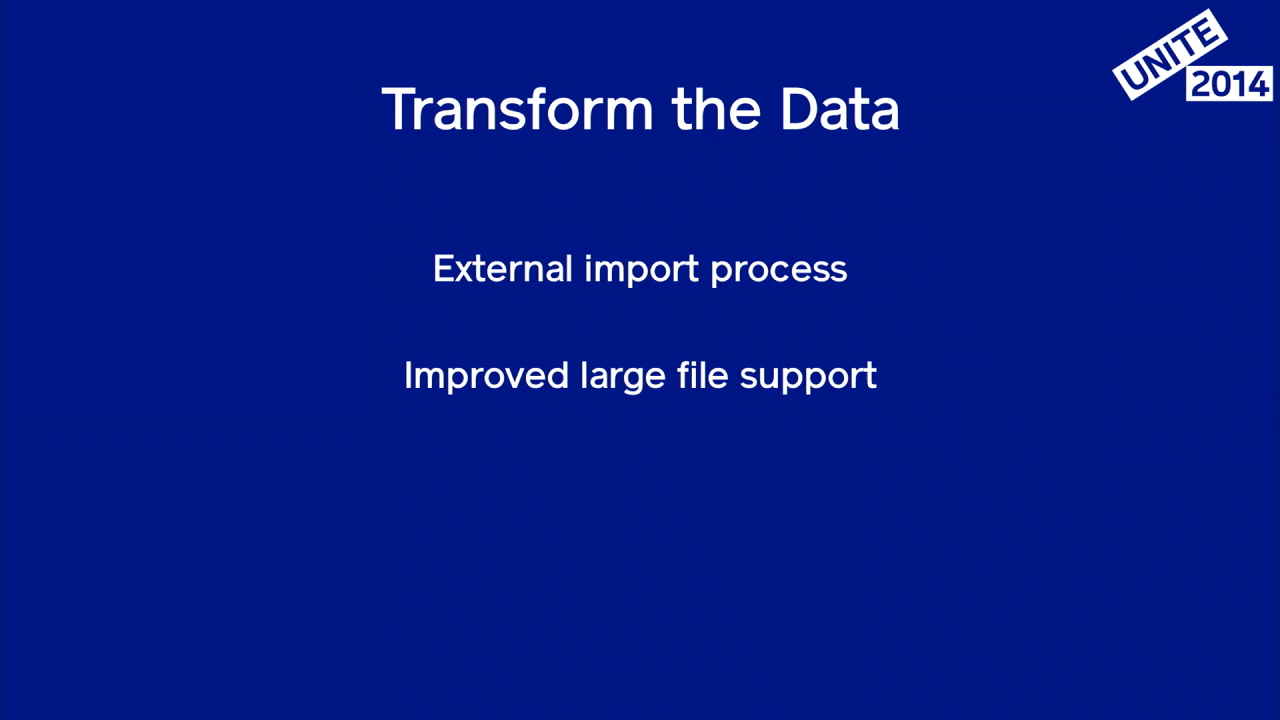 UNITE
2014
Transform the Data
External import process
Improved large file support